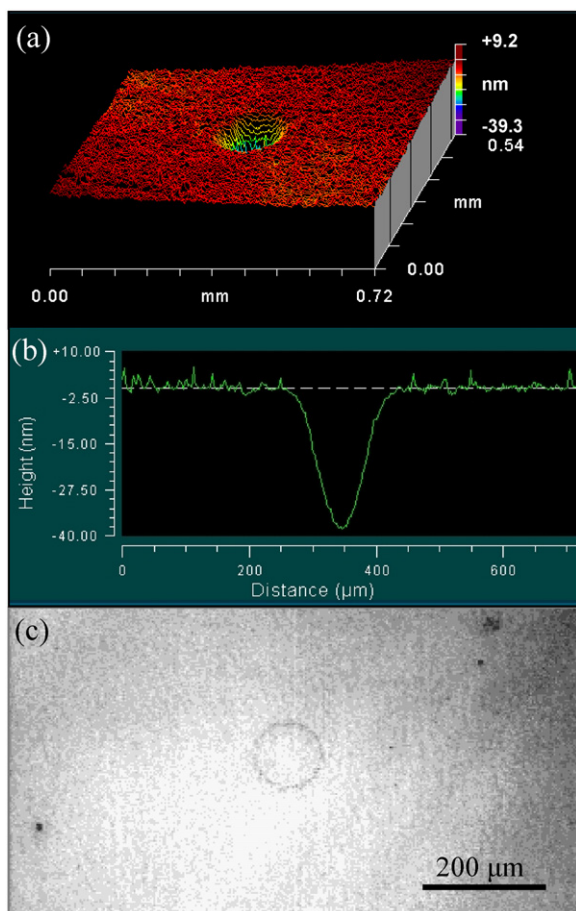 (a)
+9.2
nm
-39.3
0.54
mm
0.00
0.00 mm 0.72
(b)
+10.00
-2.50
-15.00
-27.50
-40.00
Height (nm)
0 200 400 600
Distance (µm)
(c)
200 µm